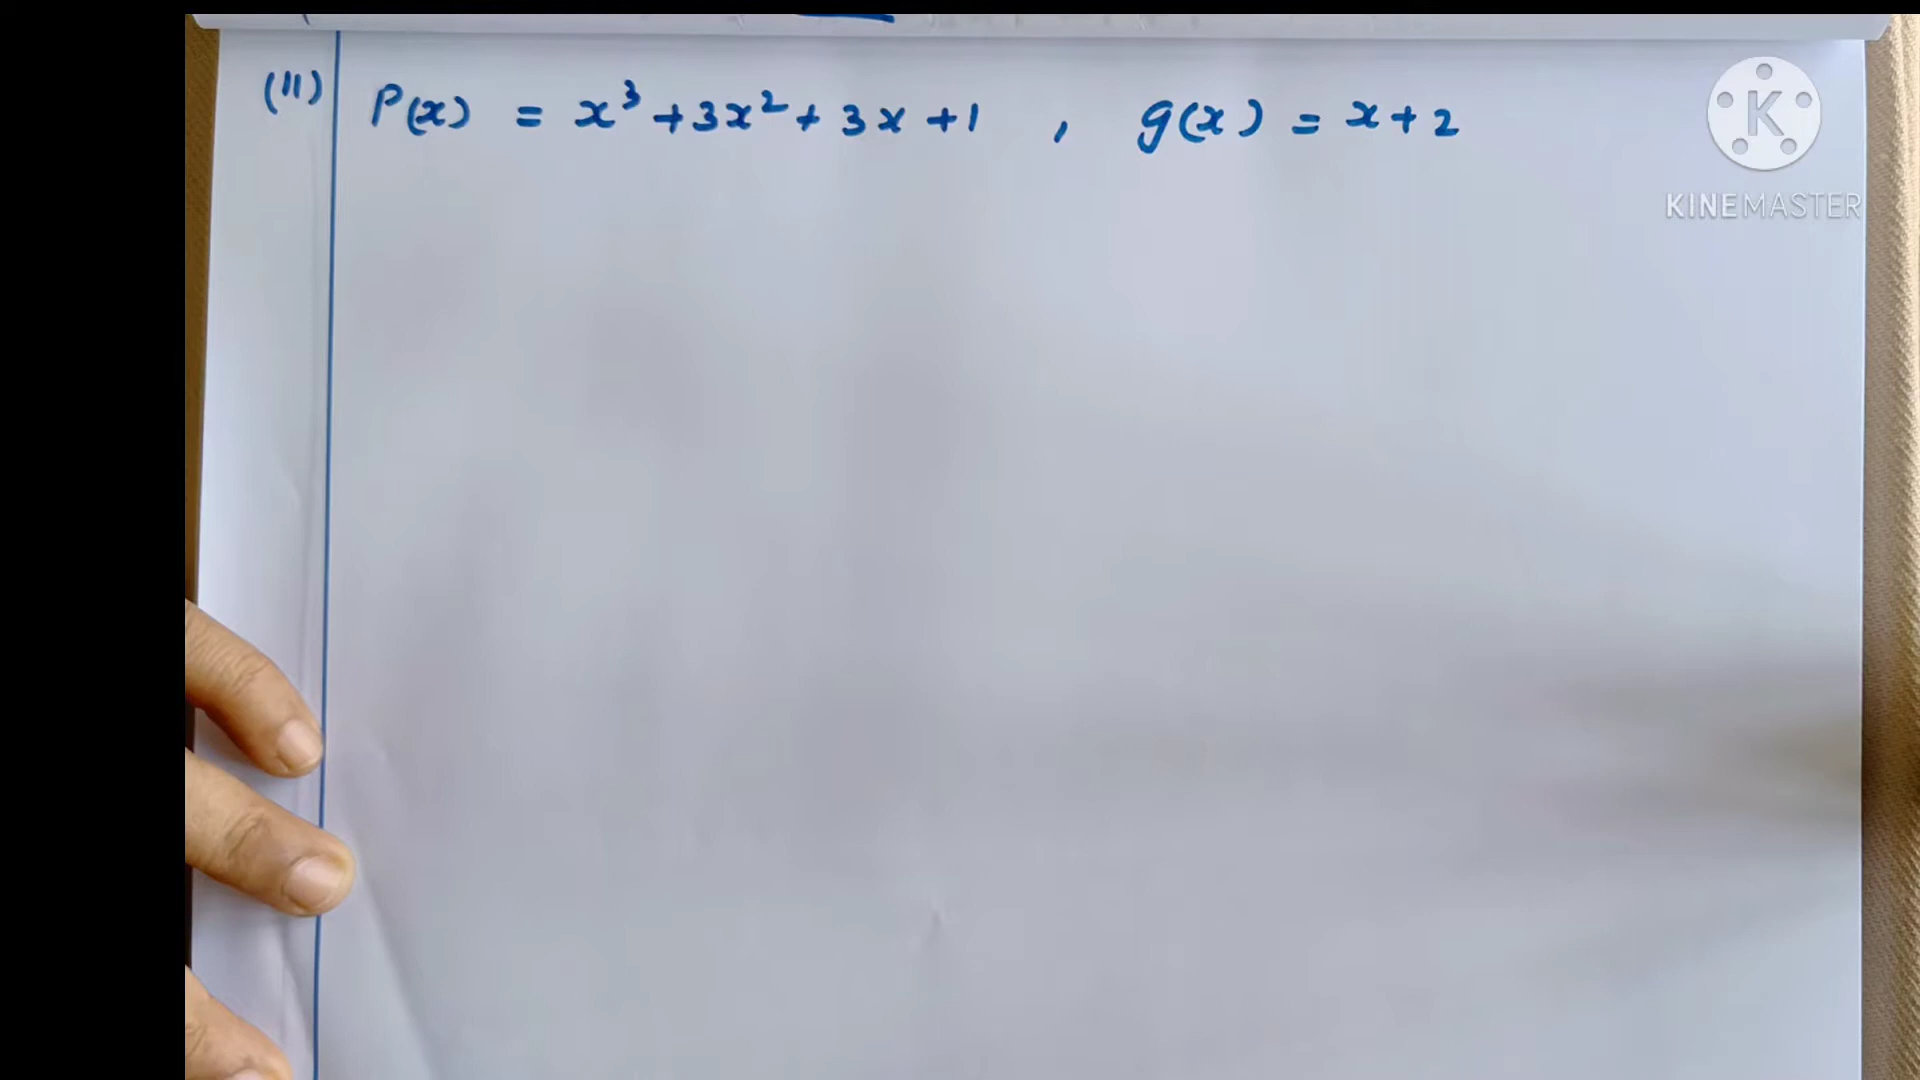 (ii) P(x) = x³ + 3x² + 3x + 1 , g(x) = x + 2
K
KINEMASTER